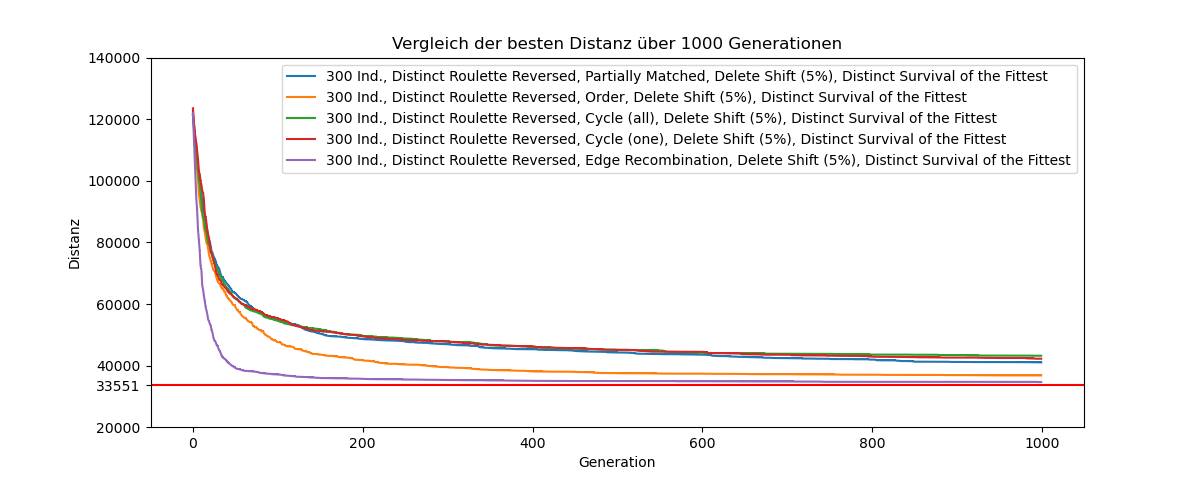 Vergleich der besten Distanz über 1000 Generationen
140000
120000
100000
80000
60000
40000
33551
20000
Distanz
300 Ind., Distinct Roulette Reversed, Partially Matched, Delete Shift (5%), Distinct Survival of the Fittest
300 Ind., Distinct Roulette Reversed, Order, Delete Shift (5%), Distinct Survival of the Fittest
300 Ind., Distinct Roulette Reversed, Cycle (all), Delete Shift (5%), Distinct Survival of the Fittest
300 Ind., Distinct Roulette Reversed, Cycle (one), Delete Shift (5%), Distinct Survival of the Fittest
300 Ind., Distinct Roulette Reversed, Edge Recombination, Delete Shift (5%), Distinct Survival of the Fittest
0 200 400 600 800 1000
Generation